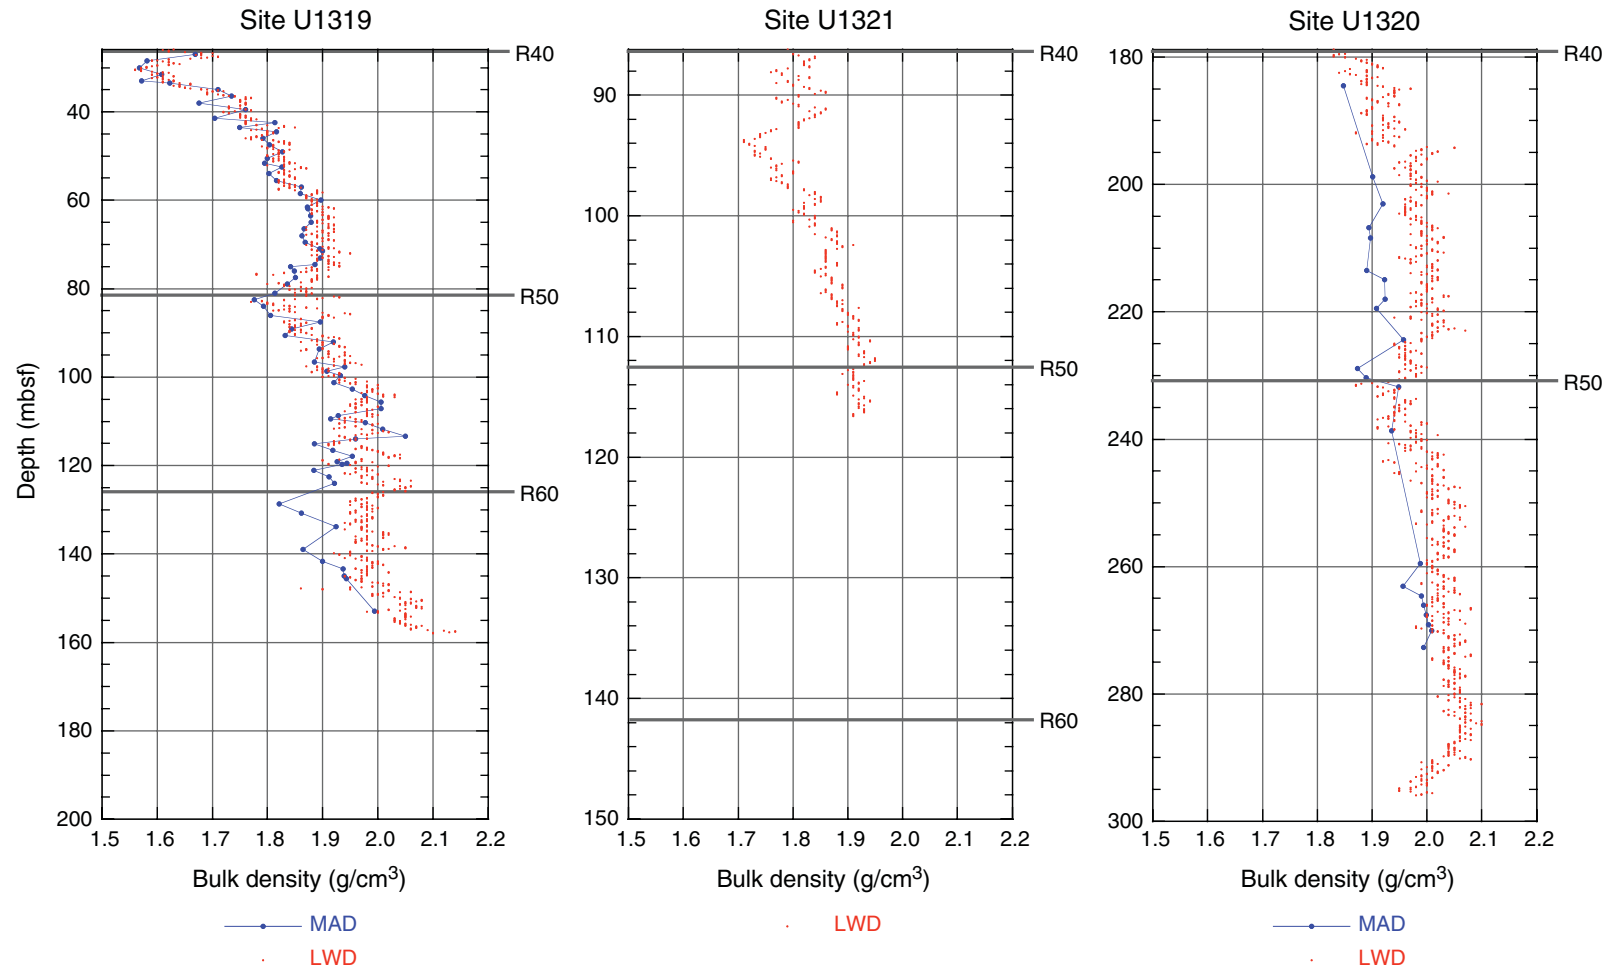 Site U1319
R40
40
60
80
R50
100
120
R60
140
160
180
200
1.5 1.6 1.7 1.8 1.9 2.0 2.1 2.2
Depth (mbsf)
Bulk density (g/cm³)
MAD
LWD
Site U1321
R40
90
100
110
R50
120
130
140
R60
150
1.5 1.6 1.7 1.8 1.9 2.0 2.1 2.2
Bulk density (g/cm³)
LWD
Site U1320
R40
180
200
220
R50
240
260
280
300
1.5 1.6 1.7 1.8 1.9 2.0 2.1 2.2
Bulk density (g/cm³)
MAD
LWD